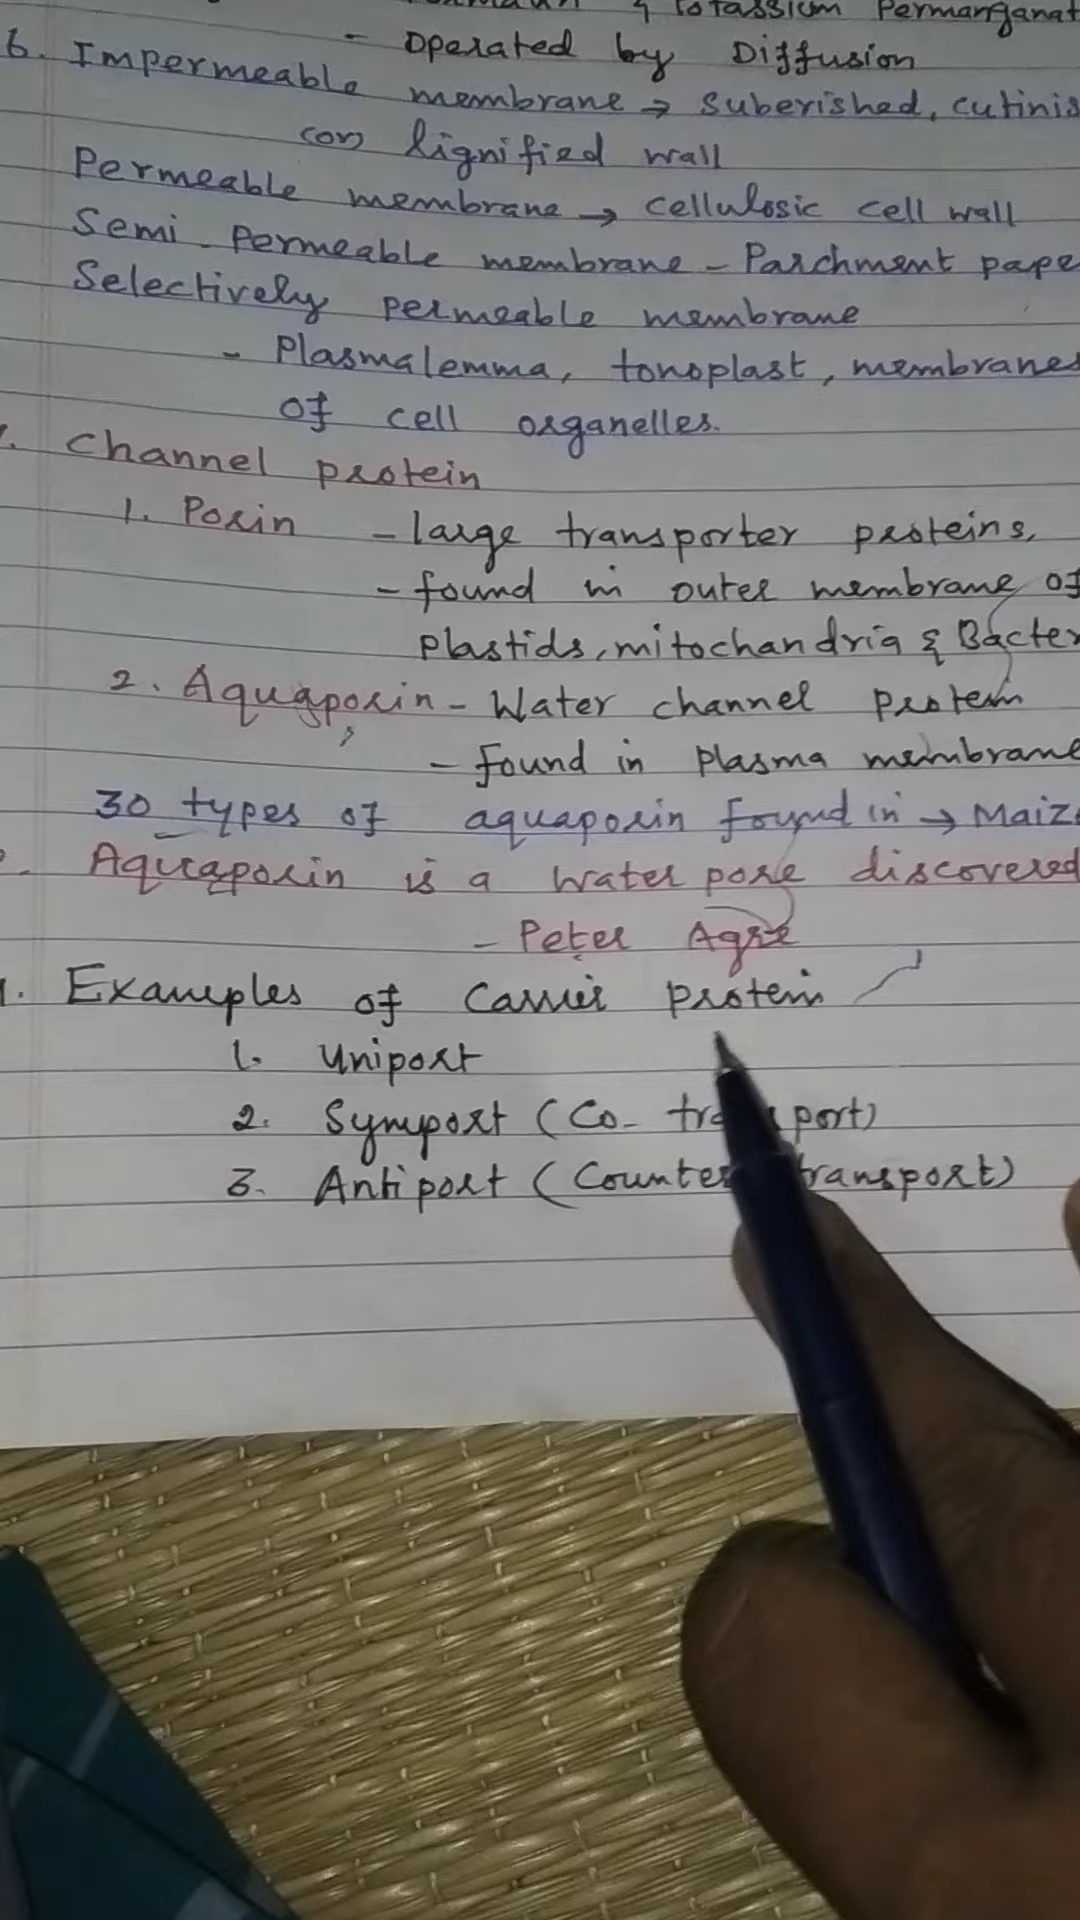 & Potassium Permanganat
- Operated by Diffusion
6. Impermeable membrane → Suberished, cutinis
(or) lignified wall
Permeable membrane → cellulosic cell wall
Semi-permeable membrane - Parchment pape
Selectively permeable membrane
- Plasmalemma, tonoplast, membranes
of cell organelles.
Channel protein
1. Porin - large transporter proteins,
- found in outer membrane of
plastids, mitochandria & Bacter
2. Aquaporin - Water channel protein
- found in plasma membrane
30 types of aquaporin found in → Maiz
Aquaporin is a water pore discovered
- Peter Agre
Examples of Carrier protein
1. Uniport
2. Symport (Co-transport)
3. Antiport (Counter transport)